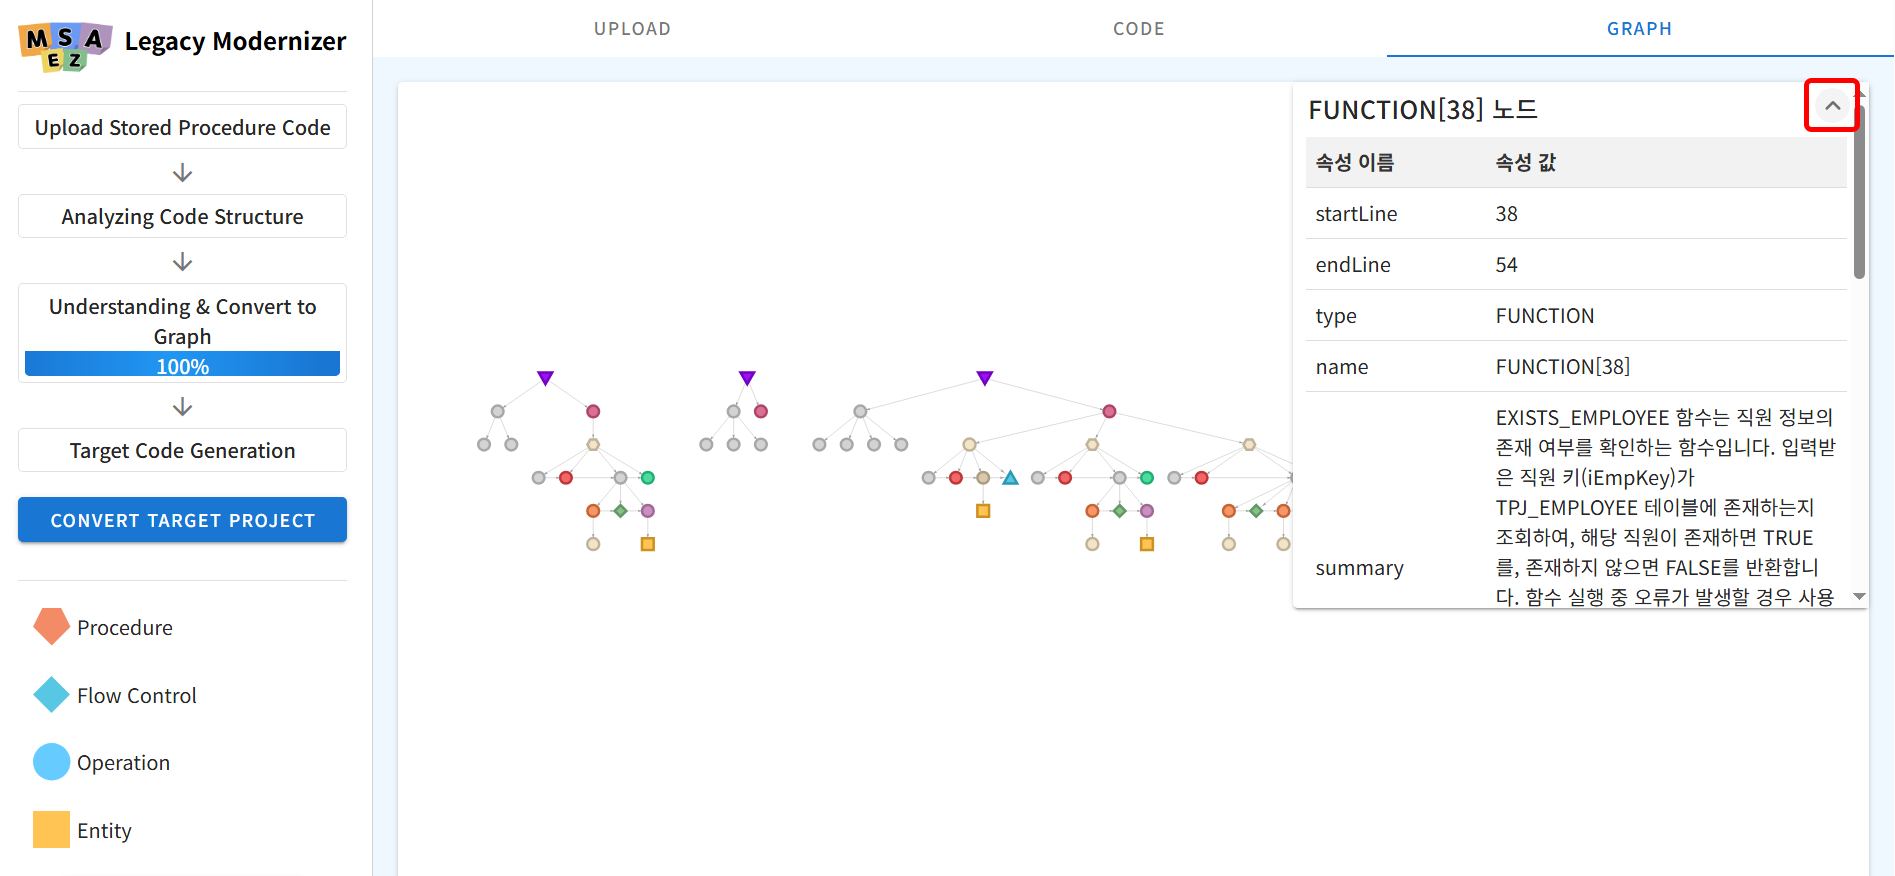 MSA
EZ
Legacy Modernizer
UPLOAD
CODE
GRAPH
Upload Stored Procedure Code
Analyzing Code Structure
Understanding & Convert to
Graph
100%
Target Code Generation
CONVERT TARGET PROJECT
Procedure
Flow Control
Operation
Entity
FUNCTION[38] 노드
속성 이름 속성 값
startLine 38
endLine 54
type FUNCTION
name FUNCTION[38]
summary
EXISTS_EMPLOYEE 함수는 직원 정보의
존재 여부를 확인하는 함수입니다. 입력받
은 직원 키(iEmpKey)가
TPJ_EMPLOYEE 테이블에 존재하는지
조회하여, 해당 직원이 존재하면 TRUE
를, 존재하지 않으면 FALSE를 반환합니
다. 함수 실행 중 오류가 발생할 경우 사용